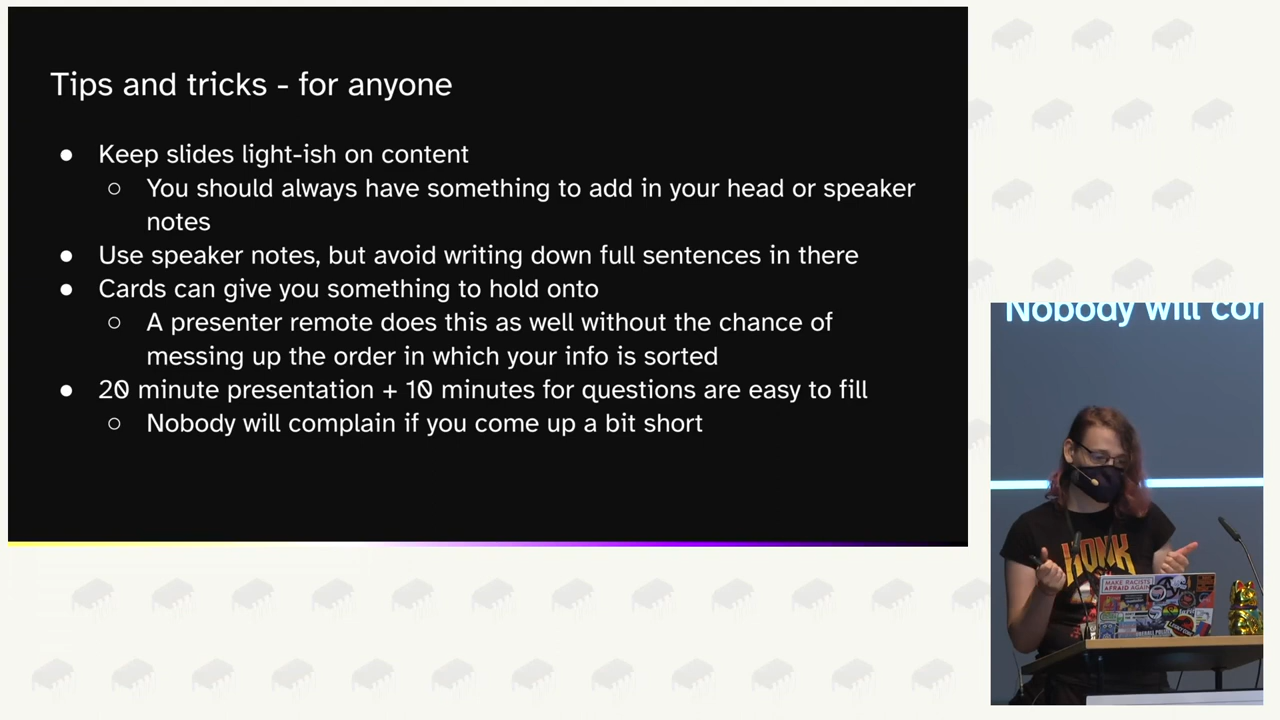 Tips and tricks - for anyone
● Keep slides light-ish on content
○ You should always have something to add in your head or speaker
notes
● Use speaker notes, but avoid writing down full sentences in there
● Cards can give you something to hold onto
○ A presenter remote does this as well without the chance of
messing up the order in which your info is sorted
● 20 minute presentation + 10 minutes for questions are easy to fill
○ Nobody will complain if you come up a bit short
Nobody will com
HONK
MAKE RACISTS
AFRAID AGAIN